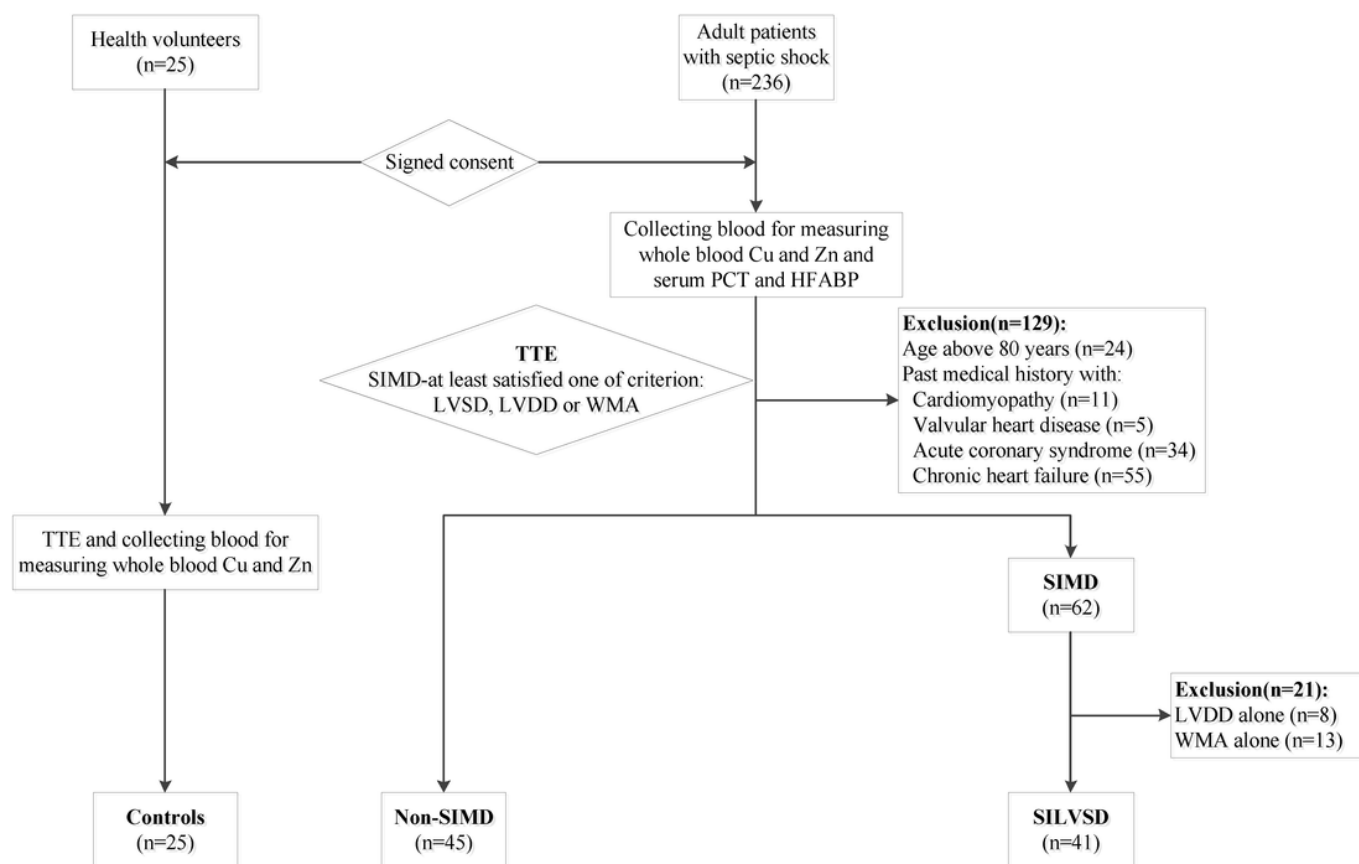 Health volunteers
(n=25)
Adult patients
with septic shock
(n=236)
Signed consent
Collecting blood for measuring
whole blood Cu and Zn and
serum PCT and HFABP
TTE
SIMD-at least satisfied one of criterion:
LVSD, LVDD or WMA
Exclusion(n=129):
Age above 80 years (n=24)
Past medical history with:
Cardiomyopathy (n=11)
Valvular heart disease (n=5)
Acute coronary syndrome (n=34)
Chronic heart failure (n=55)
TTE and collecting blood for
measuring whole blood Cu and Zn
SIMD
(n=62)
Exclusion(n=21):
LVDD alone (n=8)
WMA alone (n=13)
Controls
(n=25)
Non-SIMD
(n=45)
SILVSD
(n=41)